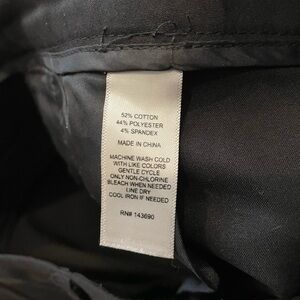 52% COTTON
44% POLYESTER
4% SPANDEX
MADE IN CHINA
MACHINE WASH COLD
WITH LIKE COLORS
GENTLE CYCLE
ONLY NON-CHLORINE
BLEACH WHEN NEEDED
LINE DRY
COOL IRON IF NEEDED
RN# 143690